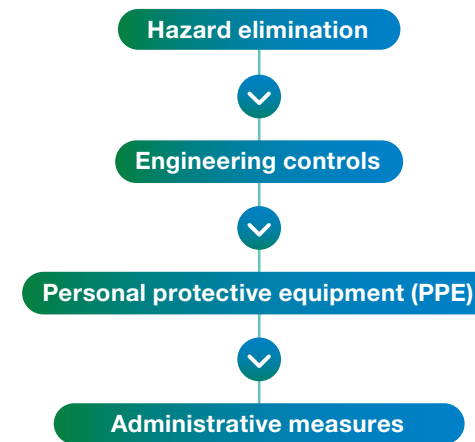 Hazard elimination
Engineering controls
Personal protective equipment (PPE)
Administrative measures